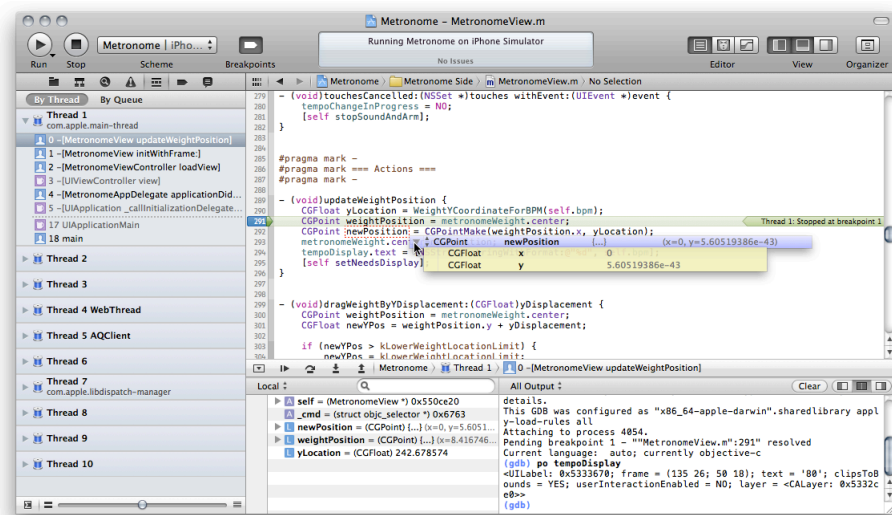 Metronome – MetronomeView.m
Run Stop Scheme Breakpoints
Metronome | iPho...
Running Metronome on iPhone Simulator
No Issues
Editor View Organizer
By Thread By Queue
Metronome Metronome Side MetronomeView.m No Selection
Thread 1
com.apple.main-thread
0 –[MetronomeView updateWeightPosition]
1 –[MetronomeView initWithFrame:]
2 –[MetronomeViewController loadView]
3 –[UIViewController view]
4 –[MetronomeAppDelegate applicationDid...
5 –[UIApplication _callInitializationDelegate...
17 UIApplicationMain
18 main
Thread 2
Thread 3
Thread 4 WebThread
Thread 5 AQClient
Thread 6
Thread 7
com.apple.libdispatch-manager
Thread 8
Thread 9
Thread 10
279 - (void)touchesCancelled:(NSSet *)touches withEvent:(UIEvent *)event {
280 tempoChangeInProgress = NO;
281 [self stopSoundAndArm];
282 }
283
284
285 #pragma mark -
286 #pragma mark === Actions ===
287 #pragma mark -
288
289 - (void)updateWeightPosition {
290 CGFloat yLocation = WeightYCoordinateForBPM(self.bpm);
291 CGPoint weightPosition = metronomeWeight.center; Thread 1: Stopped at breakpoint 1
292 CGPoint newPosition = CGPointMake(weightPosition.x, yLocation);
293 metronomeWeight.cen
CGPoint newPosition {...} (x=0, y=5.60519386e-43)
294 tempoDisplay.text =
CGFloat x 0
295 [self setNeedsDisplay]
CGFloat y 5.60519386e-43
296 }
297
298
299 - (void)dragWeightByYDisplacement:(CGFloat)yDisplacement {
300 CGPoint weightPosition = metronomeWeight.center;
301 CGFloat newYPos = weightPosition.y + yDisplacement;
302
303 if (newYPos > kLowerWeightLocationLimit) {
304 newYPos = kLowerWeightLocationLimit;
Metronome Thread 1 0 –[MetronomeView updateWeightPosition]
Local All Output Clear
self = (MetronomeView *) 0x550ce20
_cmd = (struct objc_selector *) 0x6763
newPosition = (CGPoint) {...} (x=0, y=5.6051...
weightPosition = (CGPoint) {...} (x=8.416746...
yLocation = (CGFloat) 242.678574
details.
This GDB was configured as "x86_64-apple-darwin".sharedlibrary appl
y-load-rules all
Attaching to process 4054.
Pending breakpoint 1 - ""MetronomeView.m":291" resolved
Current language: auto; currently objective-c
(gdb) po tempoDisplay
<UILabel: 0x5333670; frame = (135 26; 50 18); text = '80'; clipsToB
ounds = YES; userInteractionEnabled = NO; layer = <CALayer: 0x5332c
e0>>
(gdb)